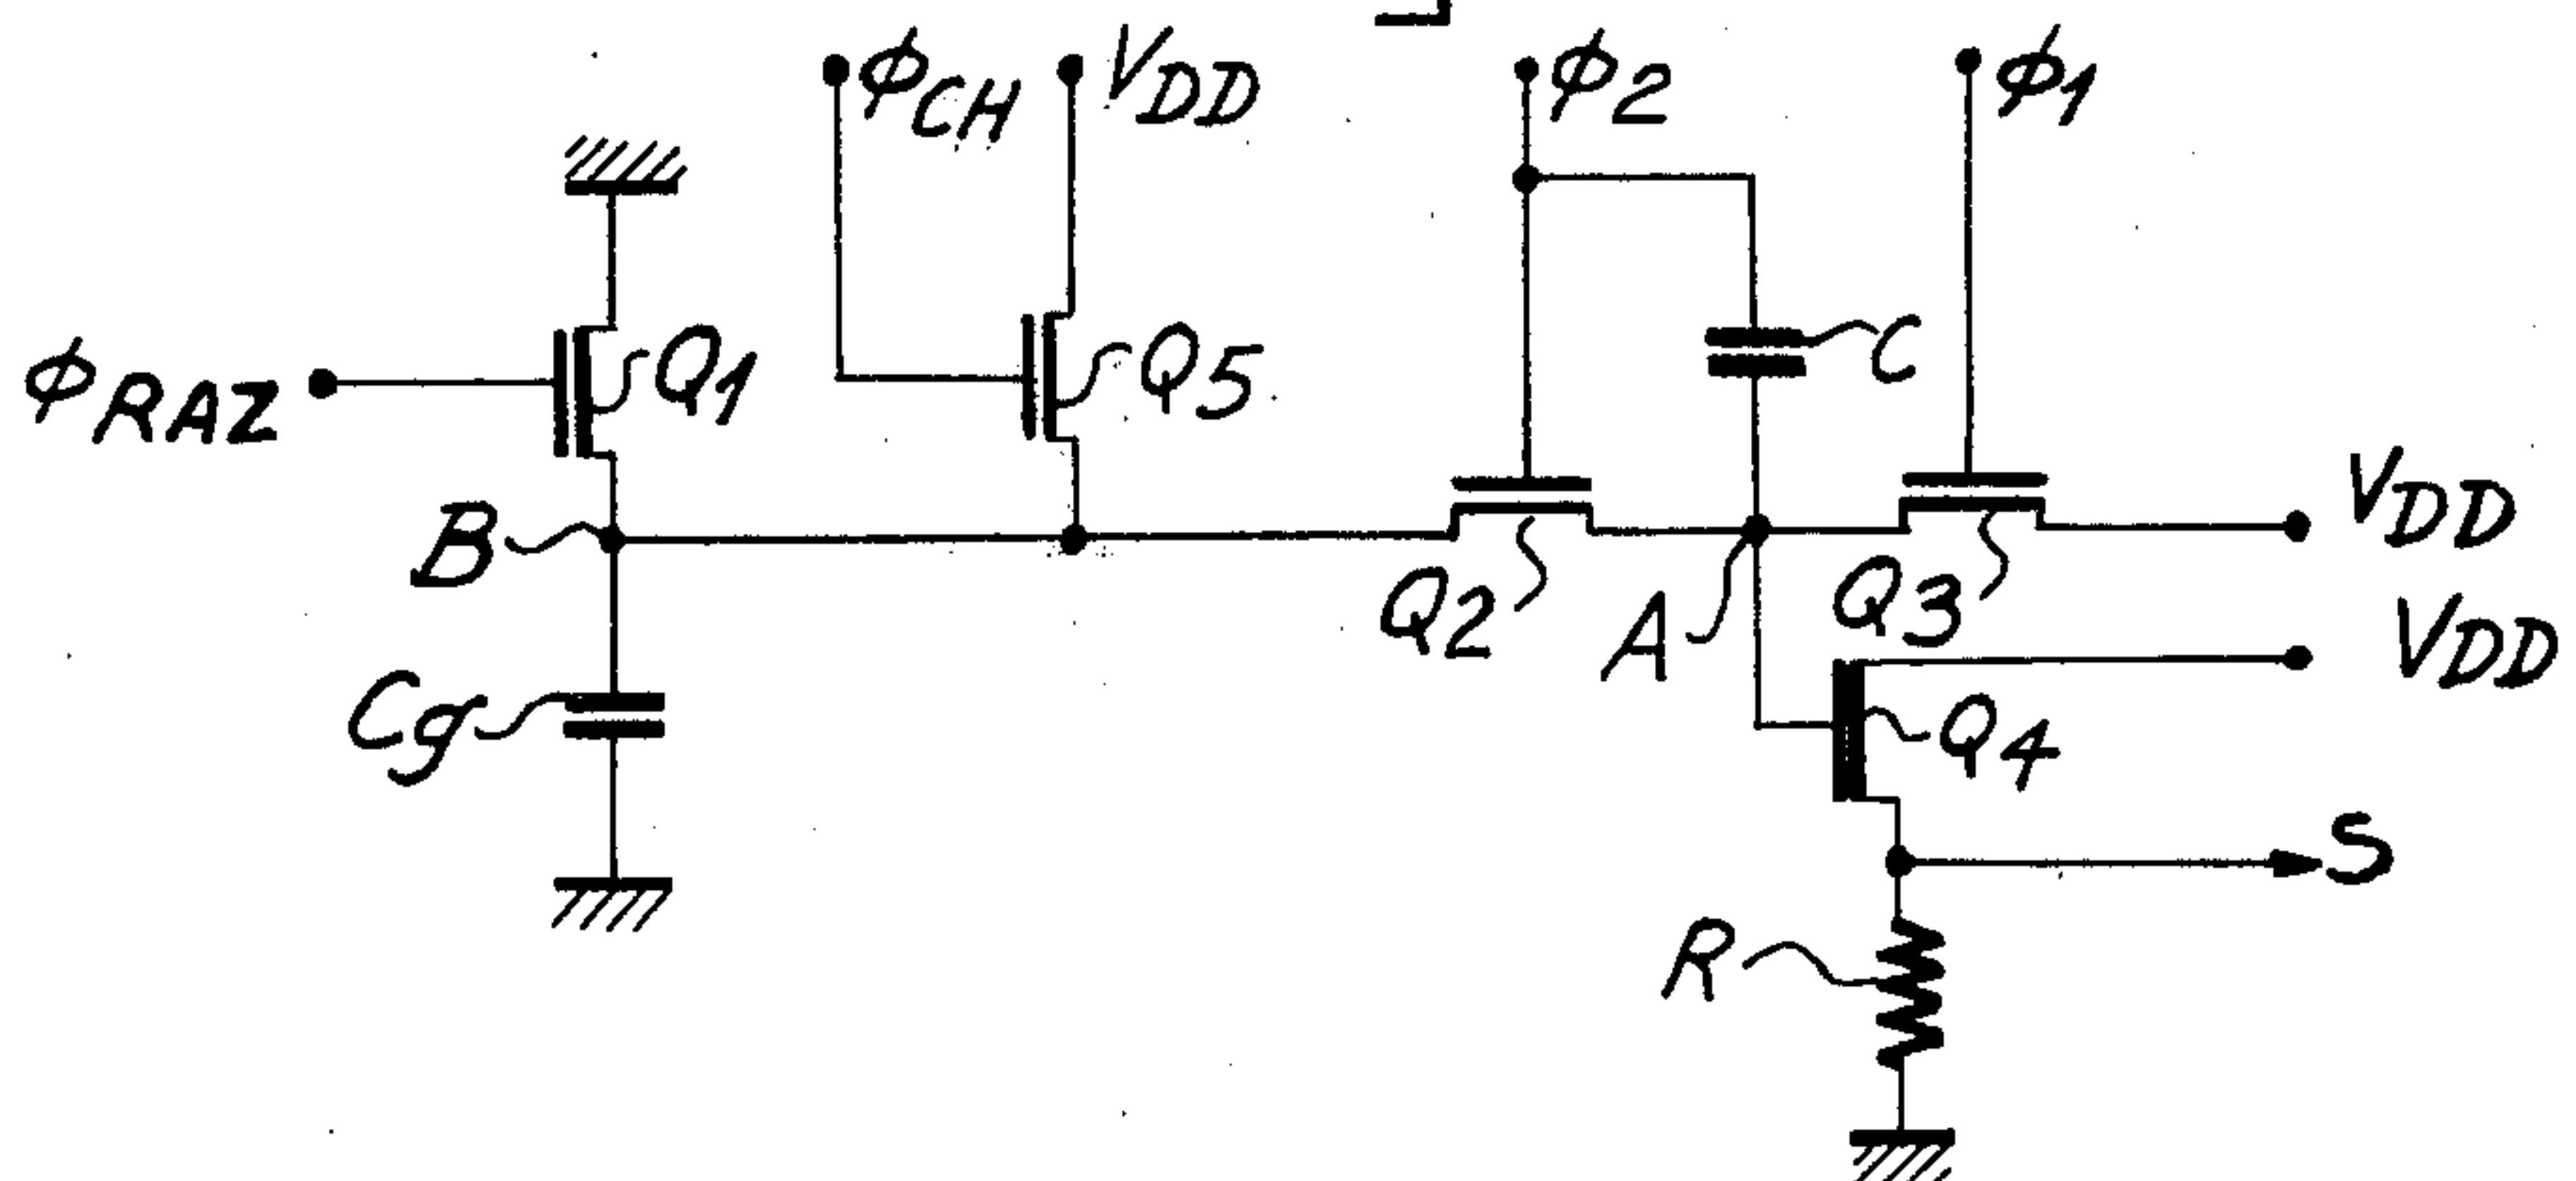 ϕCH VDD ϕ2 ϕ1
ϕRAZ Q1 Q5 C
B Q2 A Q3 VDD
VDD
Cg Q4
S
R